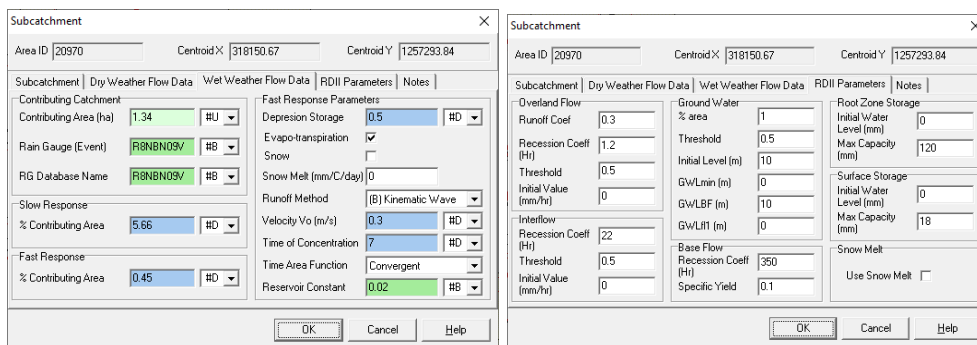 Subcatchment
Area ID 20970 Centroid X 318150.67 Centroid Y 1257293.84
Subcatchment Dry Weather Flow Data Wet Weather Flow Data RDII Parameters Notes
Contributing Catchment
Contributing Area (ha) 1.34 #U
Rain Gauge (Event) R8NBN09V #B
RG Database Name R8NBN09V #B
Slow Response
% Contributing Area 5.66 #D
Fast Response
% Contributing Area 0.45 #D
Fast Response Parameters
Depresion Storage 0.5 #D
Evapo-transpiration
Snow
Snow Melt (mm/C/day) 0
Runoff Method (B) Kinematic Wave
Velocity Vo (m/s) 0.3 #D
Time of Concentration 7 #D
Time Area Function Convergent
Reservoir Constant 0.02 #B
OK Cancel Help
Subcatchment
Area ID 20970 Centroid X 318150.67 Centroid Y 1257293.84
Subcatchment Dry Weather Flow Data Wet Weather Flow Data RDII Parameters Notes
Overland Flow
Runoff Coef 0.3
Recession Coeff (Hr) 1.2
Threshold 0.5
Initial Value (mm/hr) 0
Interflow
Recession Coeff (Hr) 22
Threshold 0.5
Initial Value (mm/hr) 0
Ground Water
% area 1
Threshold 0.5
Initial Level (m) 10
GWLmin (m) 0
GWLBF (m) 10
GWLfl1 (m) 0
Base Flow
Recession Coeff (Hr) 350
Specific Yield 0.1
Root Zone Storage
Initial Water Level (mm) 0
Max Capacity (mm) 120
Surface Storage
Initial Water Level (mm) 0
Max Capacity (mm) 18
Snow Melt
Use Snow Melt
OK Cancel Help